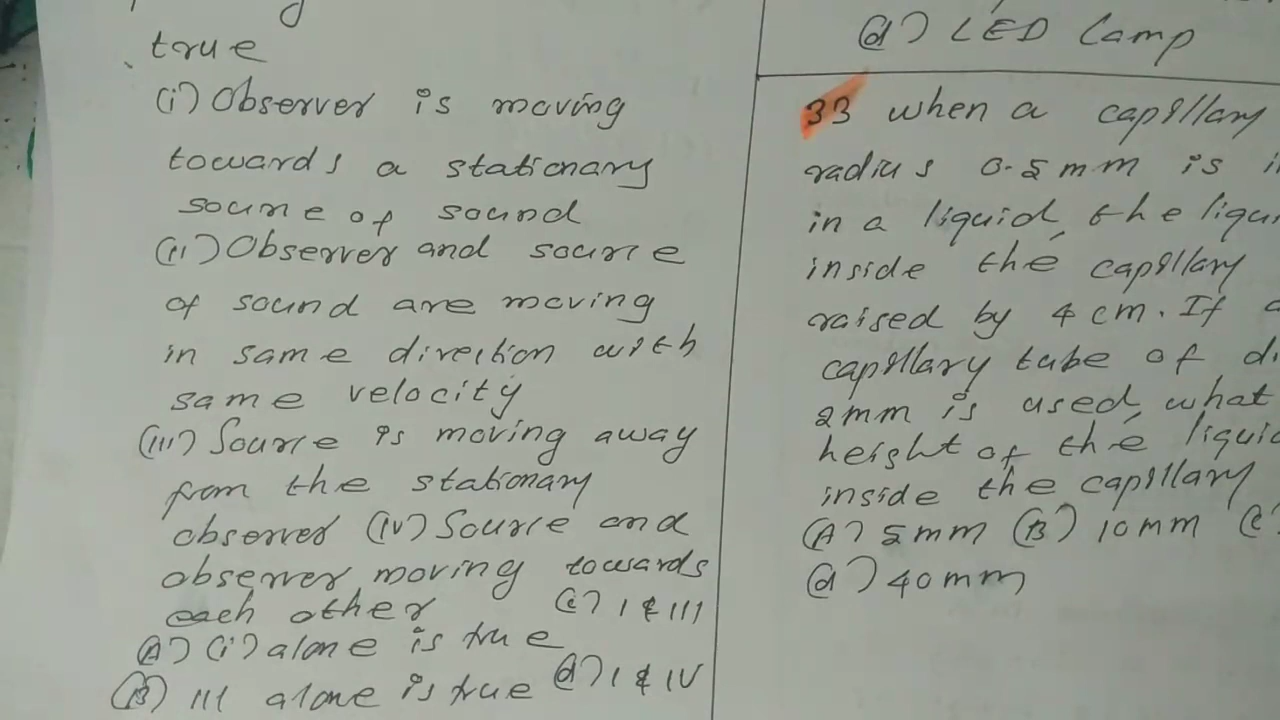 true
(i) Observer is moving
towards a stationary
source of sound
(ii) Observer and source
of sound are moving
in same direction with
same velocity
(iii) Source is moving away
from the stationary
observer (iv) Source and
observer moving towards
each other (c) I & III
(A) (i) alone is true
(B) III alone is true (d) I & IV
(d) LED Lamp
33 when a capillary
radius 0.5 mm is
in a liquid, the
inside the capillary
raised by 4 cm. If
capillary tube of
2mm is used, what
height of the
inside the capillary
(A) 5mm (B) 10mm (c)
(d) 40mm